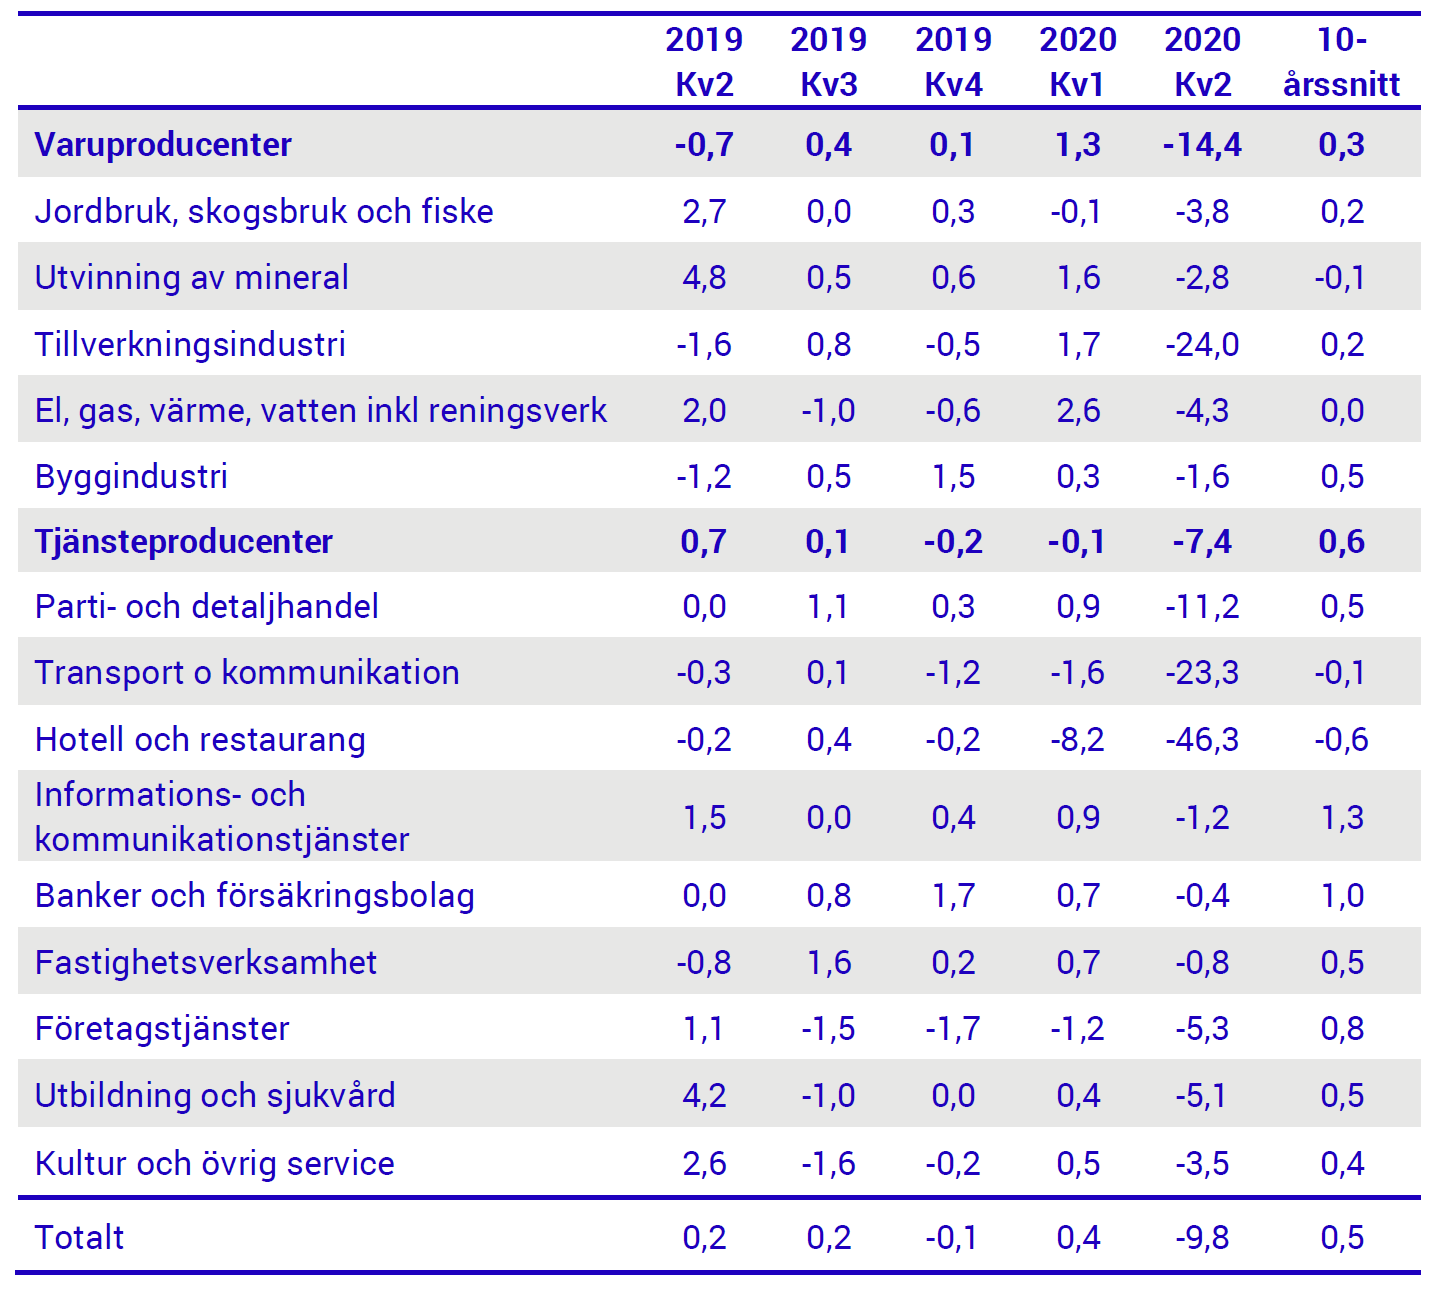 2019 2019 2019 2020 2020 10-
Kv2 Kv3 Kv4 Kv1 Kv2 årssnitt
Varuproducenter -0,7 0,4 0,1 1,3 -14,4 0,3
Jordbruk, skogsbruk och fiske 2,7 0,0 0,3 -0,1 -3,8 0,2
Utvinning av mineral 4,8 0,5 0,6 1,6 -2,8 -0,1
Tillverkningsindustri -1,6 0,8 -0,5 1,7 -24,0 0,2
El, gas, värme, vatten inkl reningsverk 2,0 -1,0 -0,6 2,6 -4,3 0,0
Byggindustri -1,2 0,5 1,5 0,3 -1,6 0,5
Tjänsteproducenter 0,7 0,1 -0,2 -0,1 -7,4 0,6
Parti- och detaljhandel 0,0 1,1 0,3 0,9 -11,2 0,5
Transport o kommunikation -0,3 0,1 -1,2 -1,6 -23,3 -0,1
Hotell och restaurang -0,2 0,4 -0,2 -8,2 -46,3 -0,6
Informations- och
kommunikationstjänster 1,5 0,0 0,4 0,9 -1,2 1,3
Banker och försäkringsbolag 0,0 0,8 1,7 0,7 -0,4 1,0
Fastighetsverksamhet -0,8 1,6 0,2 0,7 -0,8 0,5
Företagstjänster 1,1 -1,5 -1,7 -1,2 -5,3 0,8
Utbildning och sjukvård 4,2 -1,0 0,0 0,4 -5,1 0,5
Kultur och övrig service 2,6 -1,6 -0,2 0,5 -3,5 0,4
Totalt 0,2 0,2 -0,1 0,4 -9,8 0,5